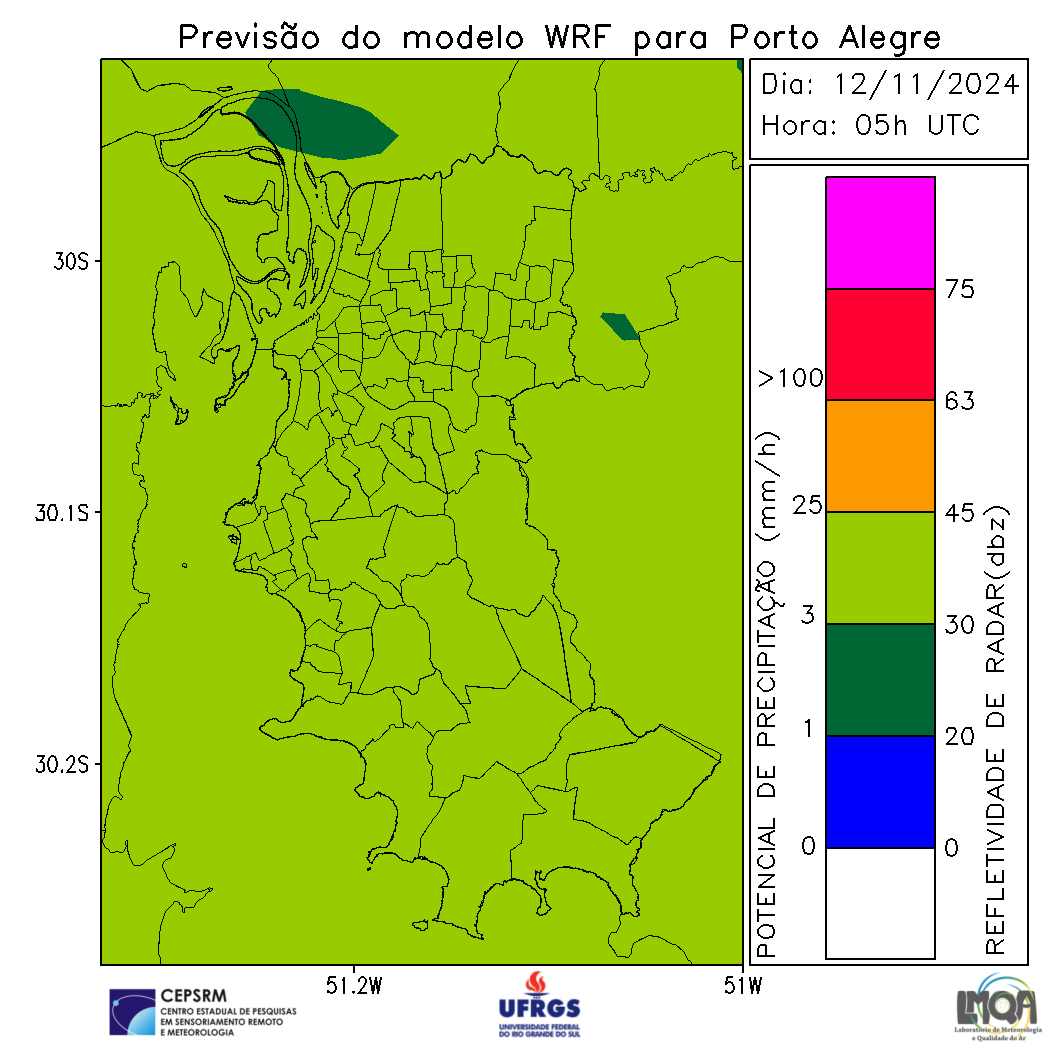 Previsão do modelo WRF para Porto Alegre
Dia: 12/11/2024
Hora: 05h UTC
30S
30.1S
30.2S
51.2W
51W
POTENCIAL DE PRECIPITAÇÃO (mm/h)
>100
25
3
1
0
75
63
45
30
20
0
REFLETIVIDADE DE RADAR(dbz)
CEPSRM
CENTRO ESTADUAL DE PESQUISAS
EM SENSORIAMENTO REMOTO
E METEOROLOGIA
UFRGS
UNIVERSIDADE FEDERAL
DO RIO GRANDE DO SUL
LMQA
Laboratório de Meteorologia
e Qualidade do Ar